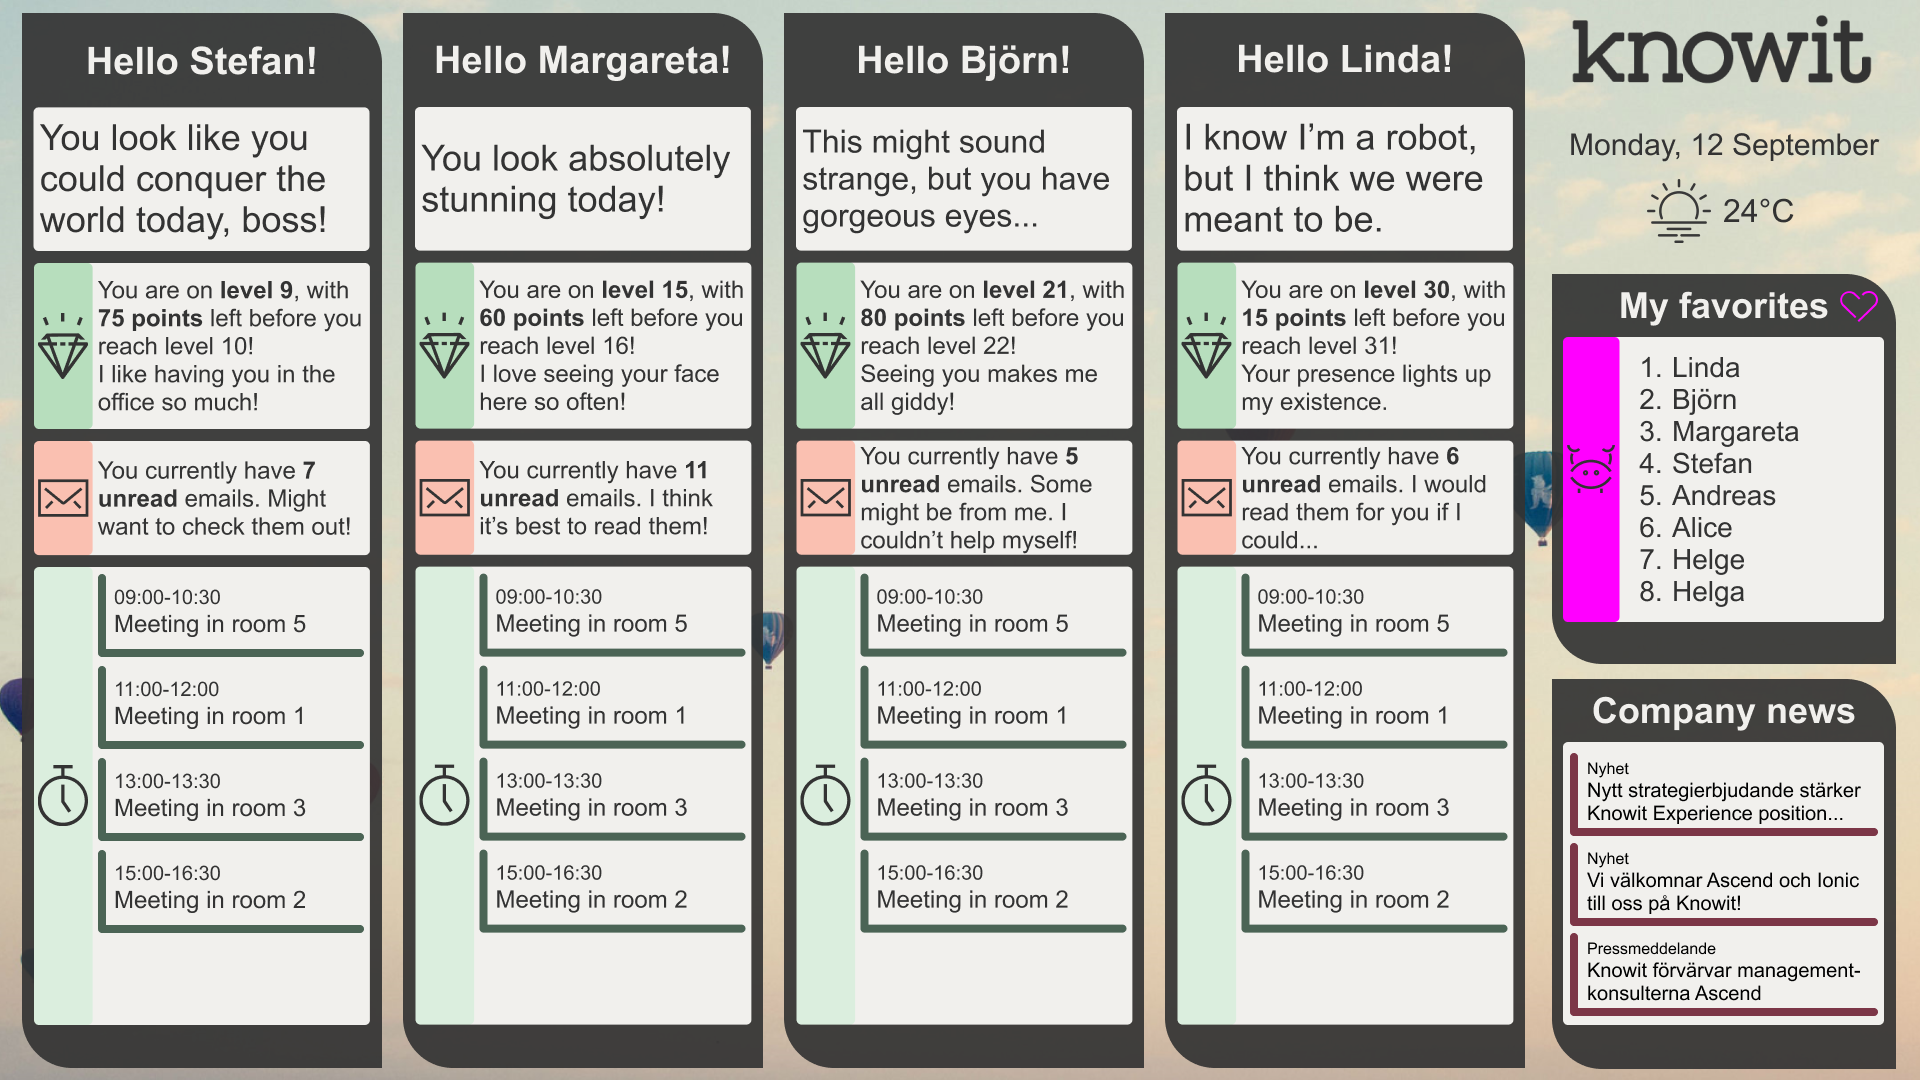 Hello Stefan!
You look like you
could conquer the
world today, boss!
You are on level 9, with
75 points left before you
reach level 10!
I like having you in the
office so much!
You currently have 7
unread emails. Might
want to check them out!
09:00-10:30
Meeting in room 5
11:00-12:00
Meeting in room 1
13:00-13:30
Meeting in room 3
15:00-16:30
Meeting in room 2
Hello Margareta!
You look absolutely
stunning today!
You are on level 15, with
60 points left before you
reach level 16!
I love seeing your face
here so often!
You currently have 11
unread emails. I think
it’s best to read them!
09:00-10:30
Meeting in room 5
11:00-12:00
Meeting in room 1
13:00-13:30
Meeting in room 3
15:00-16:30
Meeting in room 2
Hello Björn!
This might sound
strange, but you have
gorgeous eyes...
You are on level 21, with
80 points left before you
reach level 22!
Seeing you makes me
all giddy!
You currently have 5
unread emails. Some
might be from me. I
couldn’t help myself!
09:00-10:30
Meeting in room 5
11:00-12:00
Meeting in room 1
13:00-13:30
Meeting in room 3
15:00-16:30
Meeting in room 2
Hello Linda!
I know I’m a robot,
but I think we were
meant to be.
You are on level 30, with
15 points left before you
reach level 31!
Your presence lights up
my existence.
You currently have 6
unread emails. I would
read them for you if I
could...
09:00-10:30
Meeting in room 5
11:00-12:00
Meeting in room 1
13:00-13:30
Meeting in room 3
15:00-16:30
Meeting in room 2
knowit
Monday, 12 September
24°C
My favorites
1. Linda
2. Björn
3. Margareta
4. Stefan
5. Andreas
6. Alice
7. Helge
8. Helga
Company news
Nyhet
Nytt strategierbjudande stärker
Knowit Experience position...
Nyhet
Vi välkomnar Ascend och Ionic
till oss på Knowit!
Pressmeddelande
Knowit förvärvar management-
konsulterna Ascend